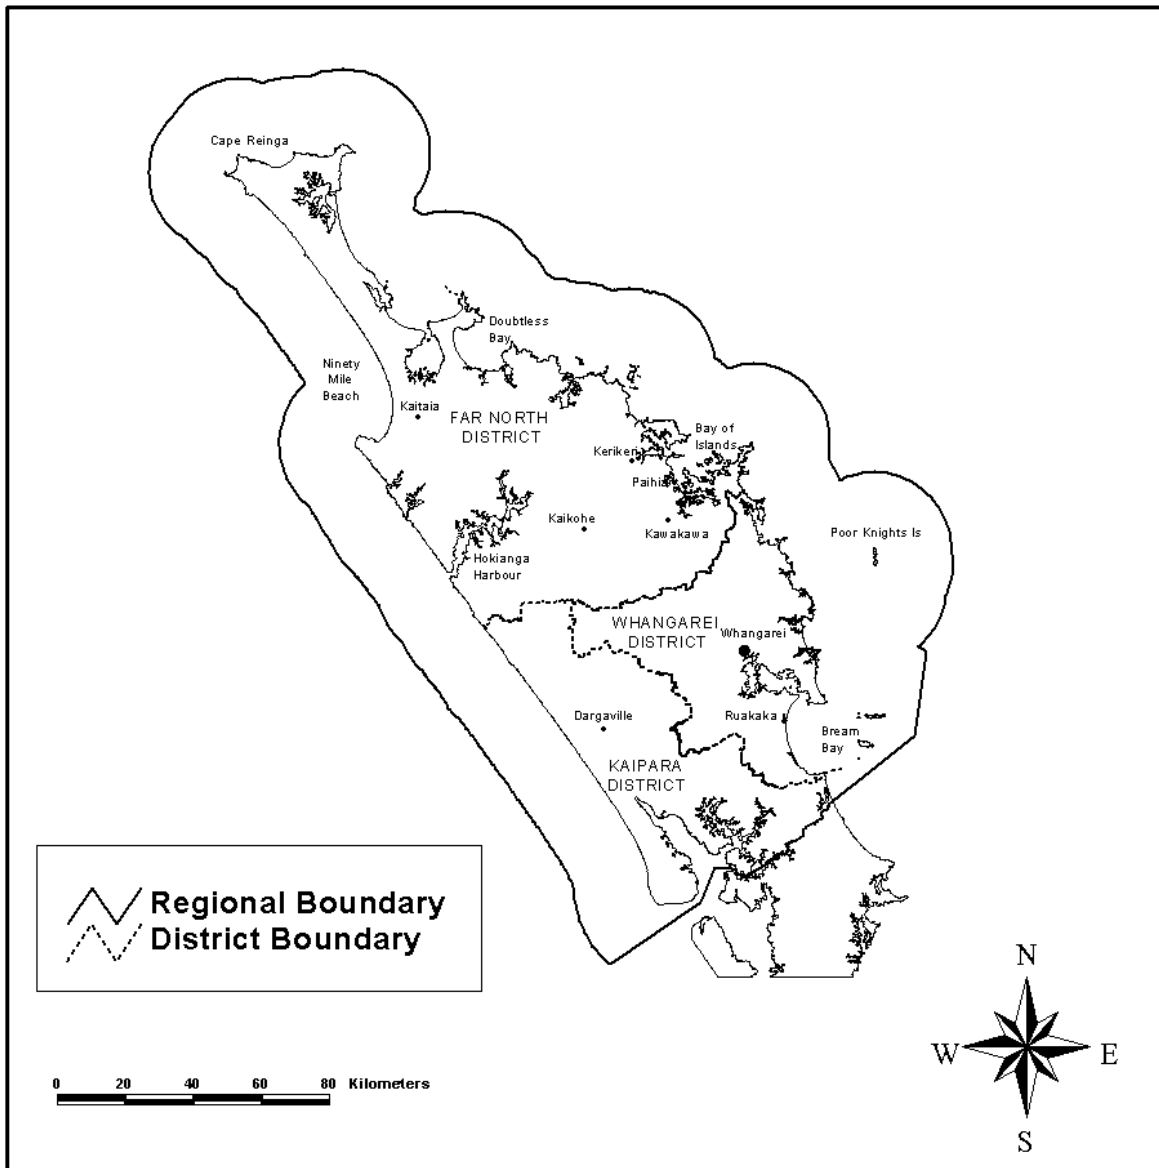 Cape Reinga
Doubtless
Bay
Ninety
Mile
Beach
Kaitaia
FAR NORTH
DISTRICT
Bay of
Islands
Kerikeri
Paihia
Kaikohe
Kawakawa
Poor Knights Is
Hokianga
Harbour
WHANGAREI
DISTRICT
Whangarei
Dargaville
Ruakaka
Bream
Bay
KAIPARA
DISTRICT
Regional Boundary
District Boundary
N
W E
S
0 20 40 60 80 Kilometers